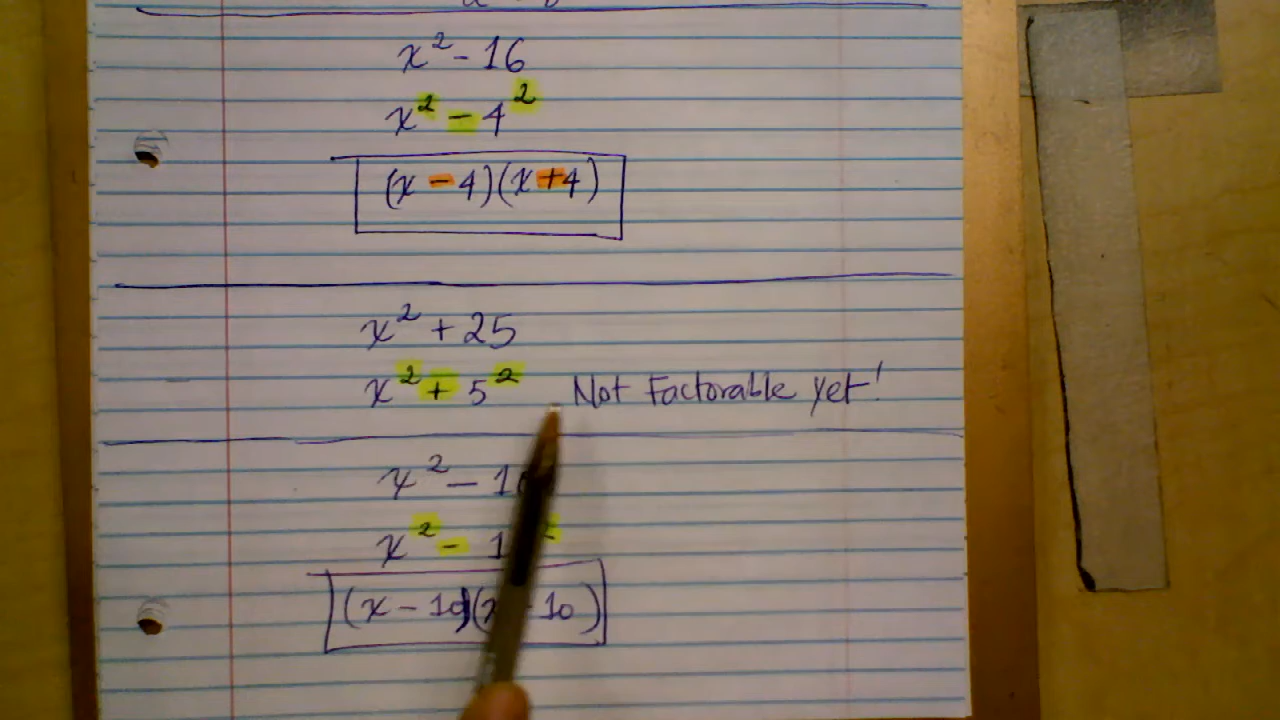 x² - 16
x² - 4²
(x - 4)(x + 4)
x² + 25
x² + 5² Not Factorable yet!
x² - 1
x² - 1
(x - 10)(x 10)